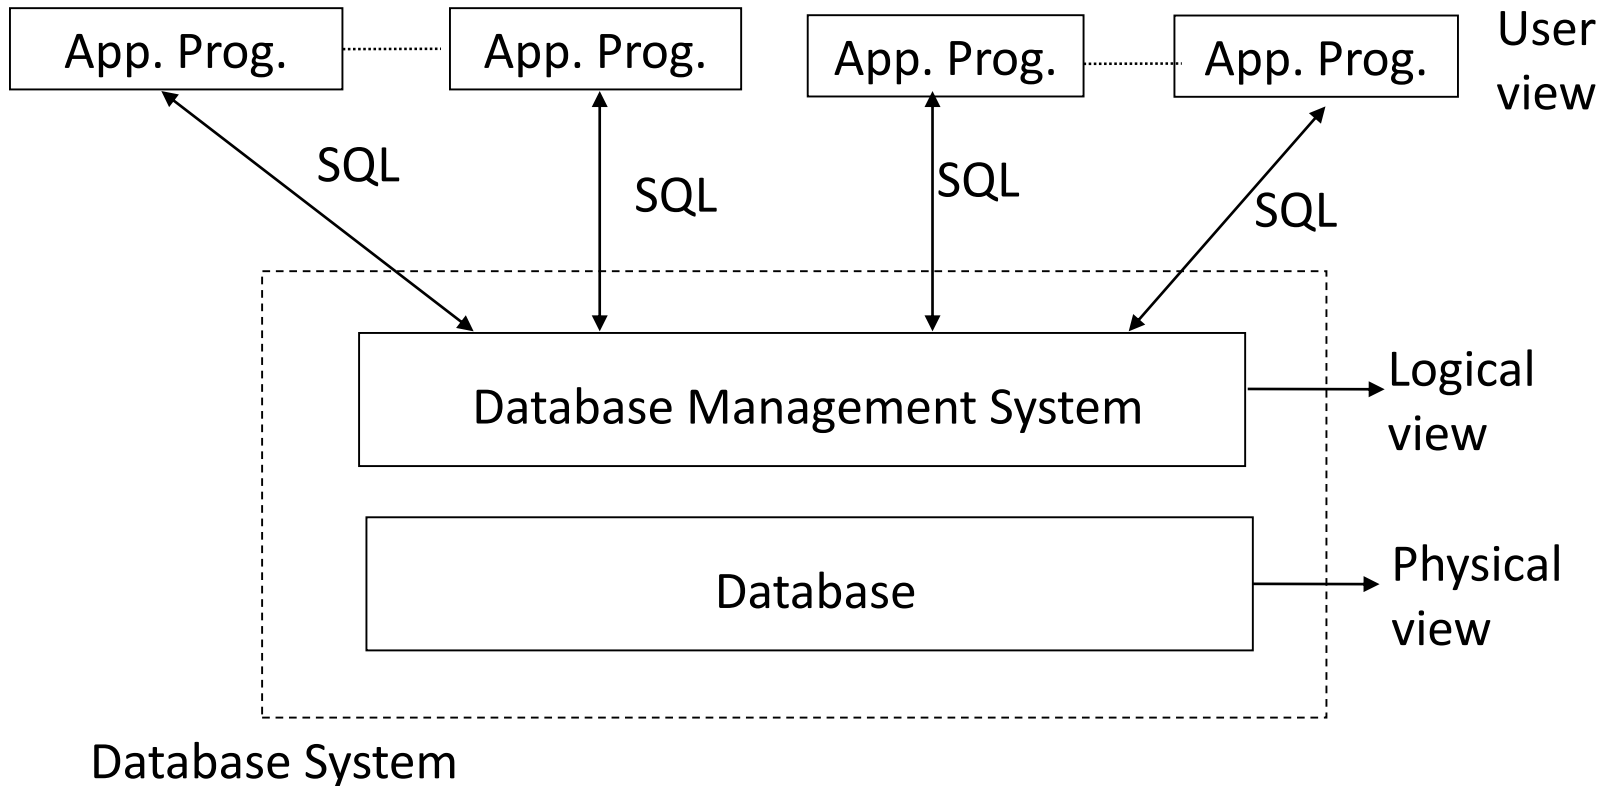 App. Prog.
App. Prog.
App. Prog.
App. Prog.
User
view
SQL
SQL
SQL
SQL
Database Management System
Logical
view
Database
Physical
view
Database System